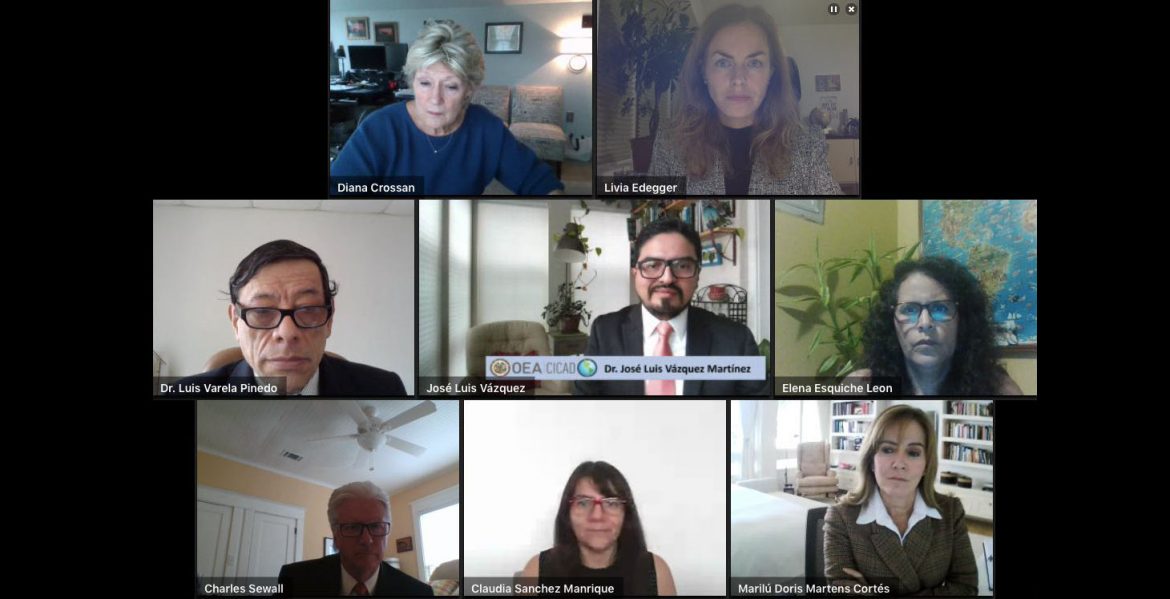 Diana Crossan
Livia Edegger
Dr. Luis Varela Pinedo
OEA CICAD Dr. José Luis Vázquez Martínez
José Luis Vázquez
Elena Esquiche Leon
Charles Sewall
Claudia Sanchez Manrique
Marilú Doris Martens Cortés